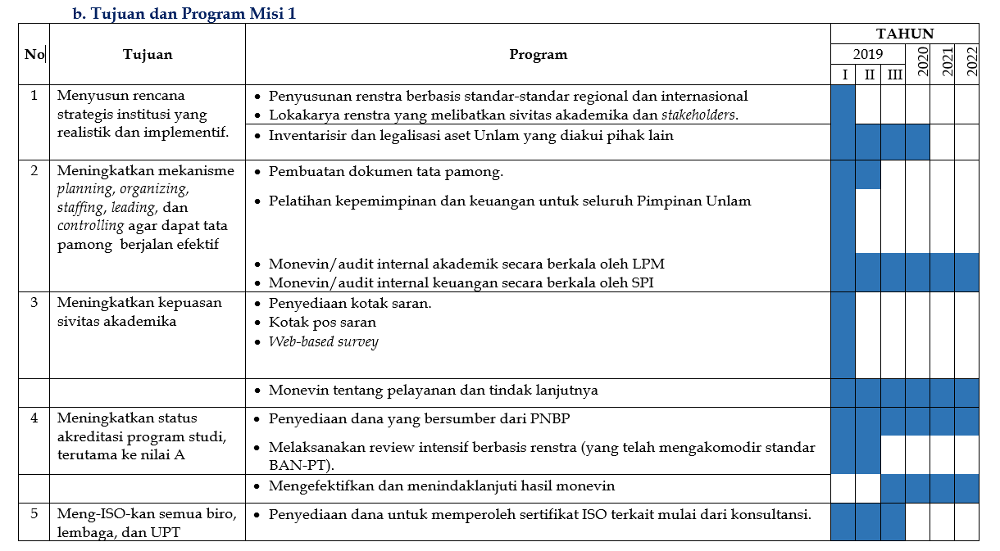 b. Tujuan dan Program Misi 1
No
Tujuan
Program
TAHUN
2019
2020
2021
2022
I
II
III
1
Menyusun rencana
strategis institusi yang
realistik dan implementif.
• Penyusunan renstra berbasis standar-standar regional dan internasional
• Lokakarya renstra yang melibatkan sivitas akademika dan stakeholders.
• Inventarisir dan legalisasi aset Unlam yang diakui pihak lain
2
Meningkatkan mekanisme
planning, organizing,
staffing, leading, dan
controlling agar dapat tata
pamong berjalan efektif
• Pembuatan dokumen tata pamong.
• Pelatihan kepemimpinan dan keuangan untuk seluruh Pimpinan Unlam
• Monevin/audit internal akademik secara berkala oleh LPM
• Monevin/audit internal keuangan secara berkala oleh SPI
3
Meningkatkan kepuasan
sivitas akademika
• Penyediaan kotak saran.
• Kotak pos saran
• Web-based survey
• Monevin tentang pelayanan dan tindak lanjutnya
4
Meningkatkan status
akreditasi program studi,
terutama ke nilai A
• Penyediaan dana yang bersumber dari PNBP
• Melaksanakan review intensif berbasis renstra (yang telah mengakomodir standar
BAN-PT).
• Mengefektifkan dan menindaklanjuti hasil monevin
5
Meng-ISO-kan semua biro,
lembaga, dan UPT
• Penyediaan dana untuk memperoleh sertifikat ISO terkait mulai dari konsultansi.